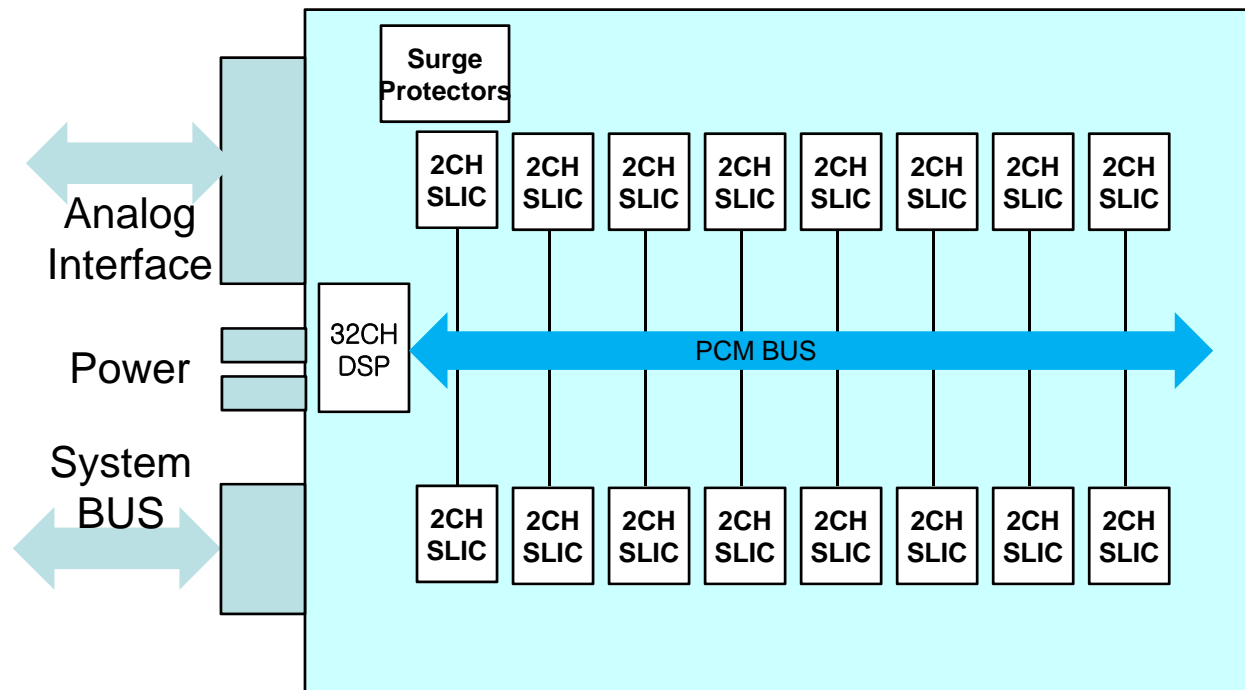 Surge
Protectors
2CH
SLIC
2CH
SLIC
2CH
SLIC
2CH
SLIC
2CH
SLIC
2CH
SLIC
2CH
SLIC
2CH
SLIC
Analog
Interface
32CH
DSP
PCM BUS
Power
System
BUS
2CH
SLIC
2CH
SLIC
2CH
SLIC
2CH
SLIC
2CH
SLIC
2CH
SLIC
2CH
SLIC
2CH
SLIC